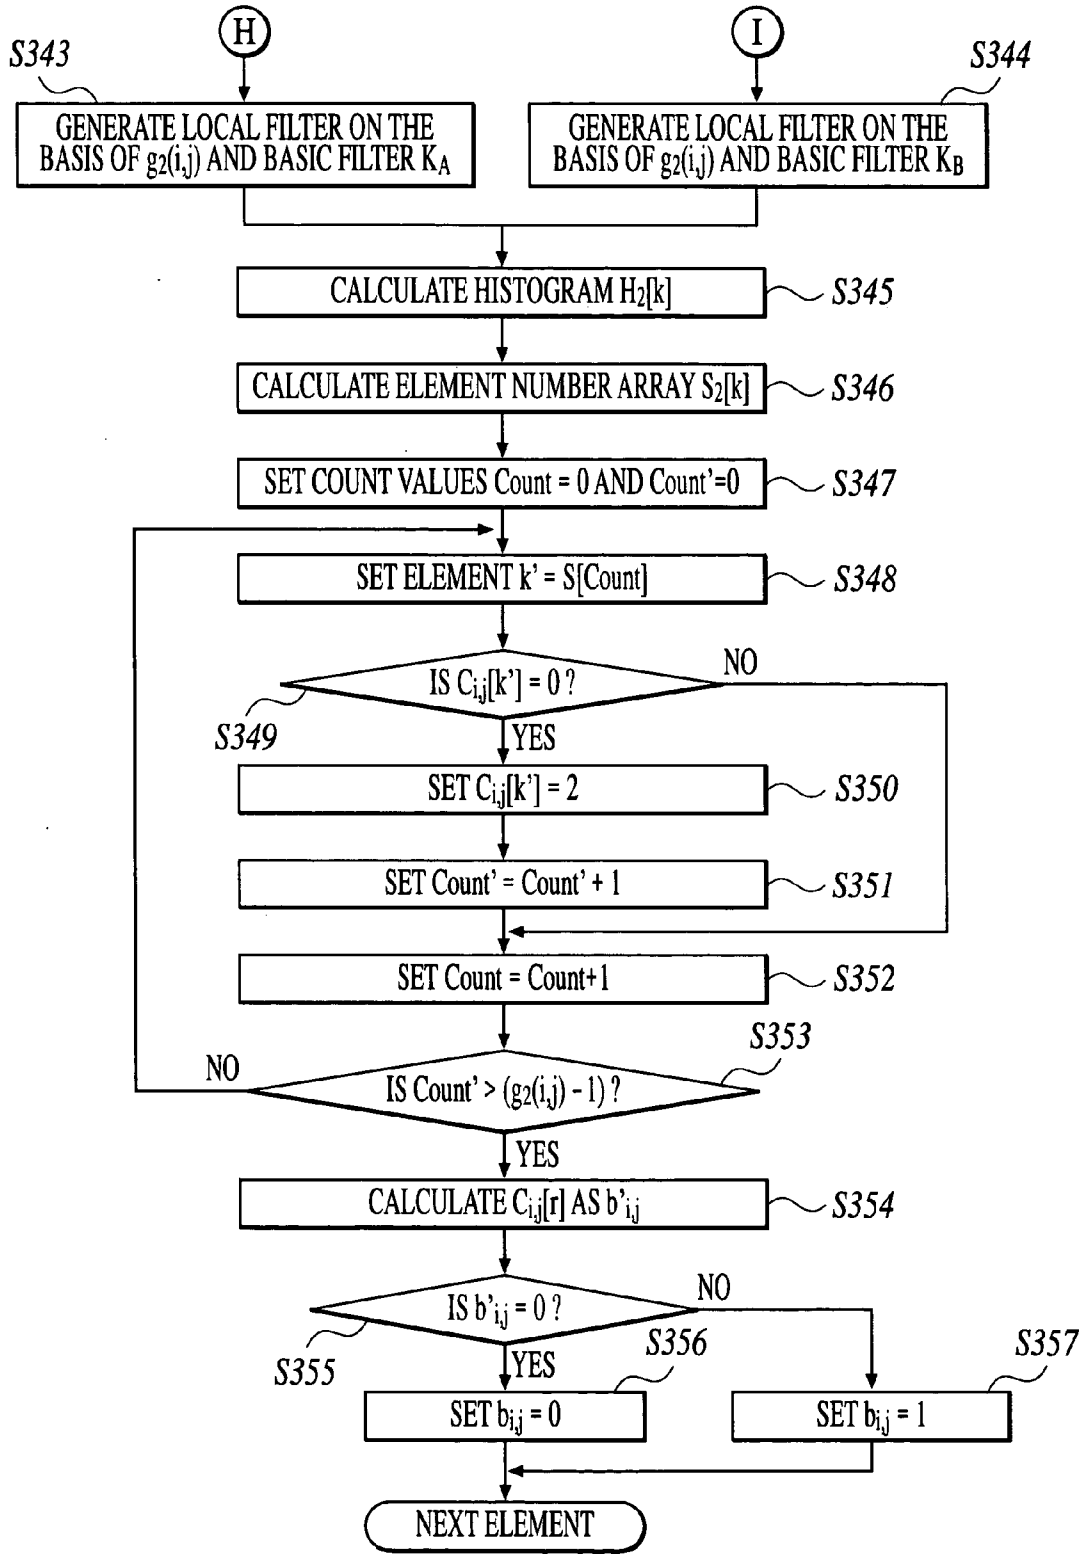 H
I
S343
S344
GENERATE LOCAL FILTER ON THE
BASIS OF g2(i,j) AND BASIC FILTER KA
GENERATE LOCAL FILTER ON THE
BASIS OF g2(i,j) AND BASIC FILTER KB
CALCULATE HISTOGRAM H2[k]
S345
CALCULATE ELEMENT NUMBER ARRAY S2[k]
S346
SET COUNT VALUES Count = 0 AND Count'=0
S347
SET ELEMENT k' = S[Count]
S348
IS Ci,j[k'] = 0 ?
NO
S349
YES
SET Ci,j[k'] = 2
S350
SET Count' = Count' + 1
S351
SET Count = Count+1
S352
S353
NO
IS Count' > (g2(i,j) - 1) ?
YES
CALCULATE Ci,j[r] AS b'i,j
S354
IS b'i,j = 0 ?
NO
S355
YES
S356
S357
SET bi,j = 0
SET bi,j = 1
NEXT ELEMENT